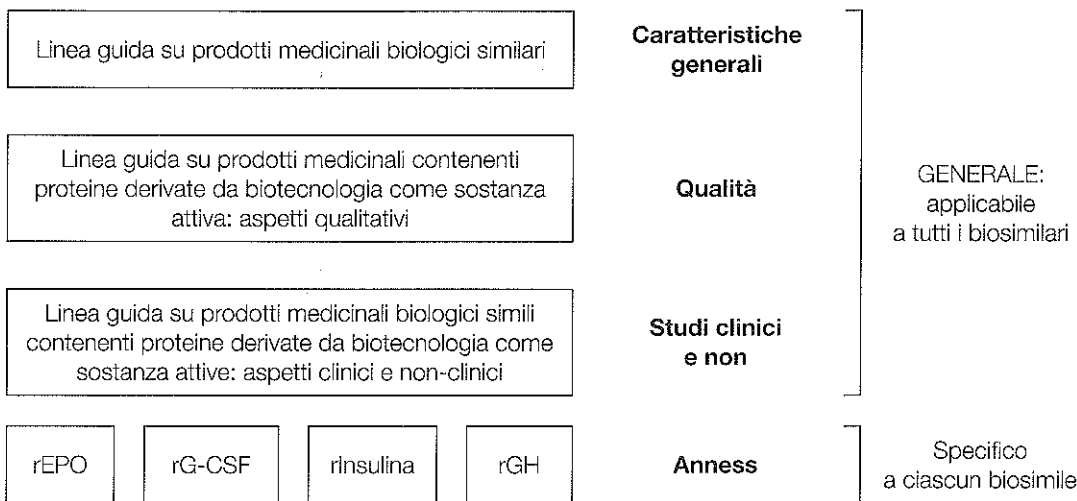 Linea guida su prodotti medicinali biologici similari
Caratteristiche
generali
Linea guida su prodotti medicinali contenenti
proteine derivate da biotecnologia come sostanza
attiva: aspetti qualitativi
Qualità
GENERALE:
applicabile
a tutti i biosimilari
Linea guida su prodotti medicinali biologici simili
contenenti proteine derivate da biotecnologia come
sostanza attive: aspetti clinici e non-clinici
Studi clinici
e non
rEPO
rG-CSF
rInsulina
rGH
Anness
Specifico
a ciascun biosimile